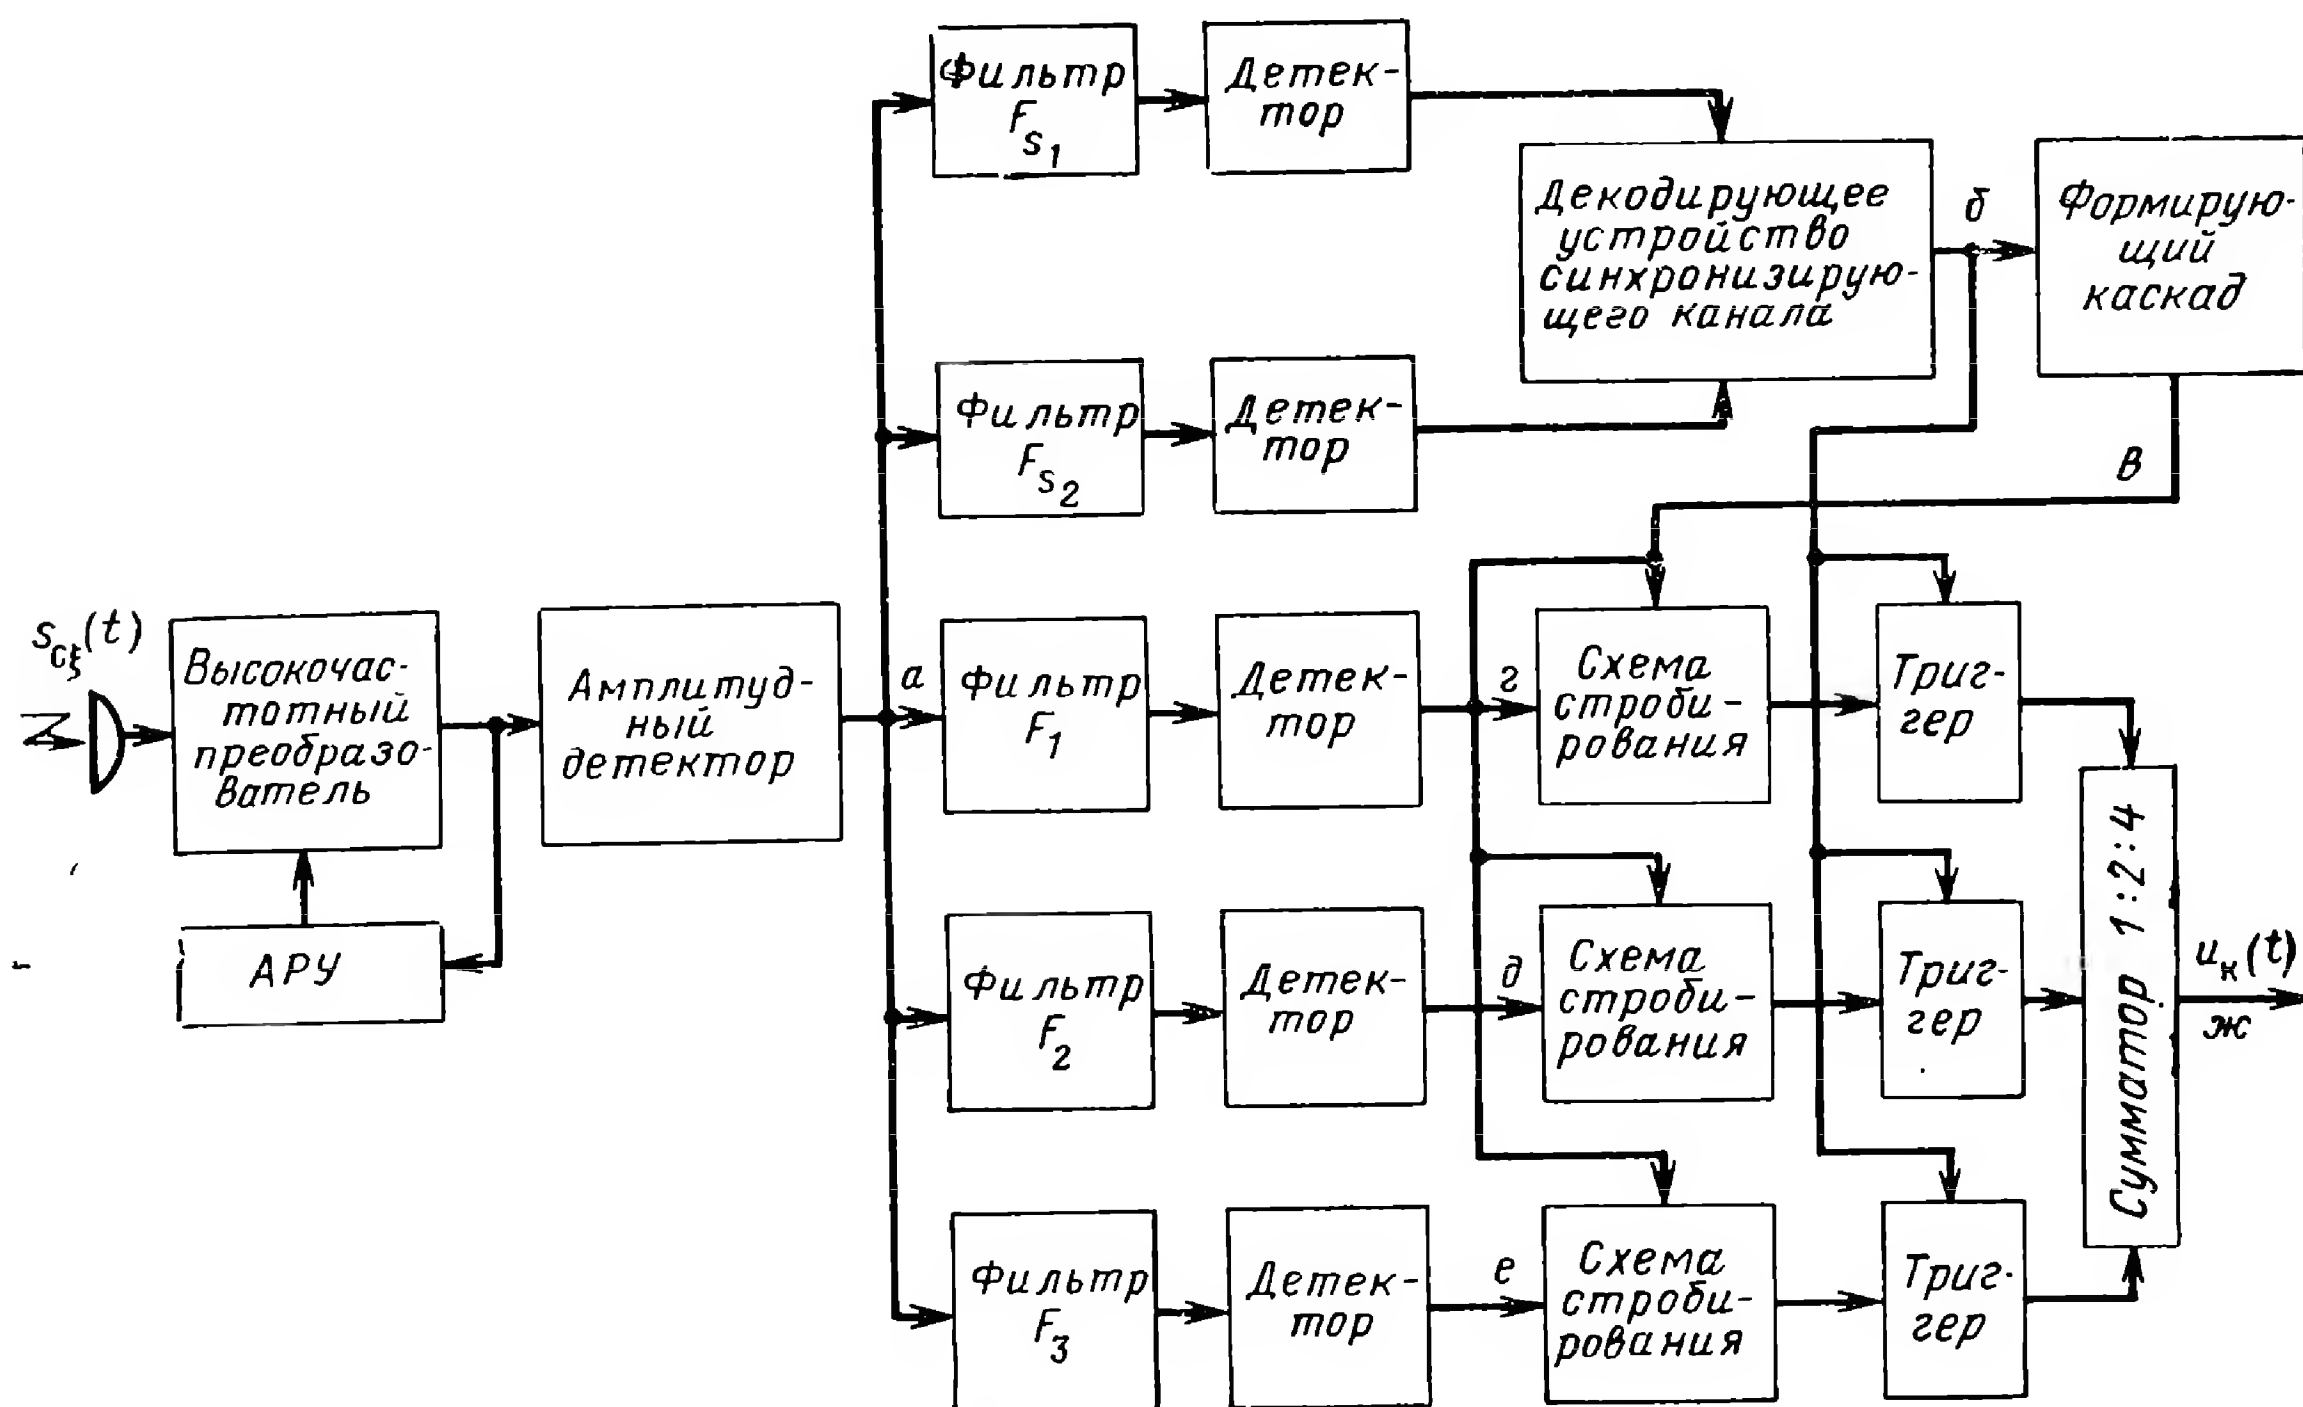 Фильтр
F_{s_1}
Детек-
тор
Декодирующее
устройство
синхронизирую-
щего канала
б
Формирую-
щий
каскад
Фильтр
F_{s_2}
Детек-
тор
в
s_{cξ}(t)
Высокочас-
тотный
преобразо-
ватель
АРУ
Амплитуд-
ный
детектор
а
Фильтр
F_1
Детек-
тор
г
Схема
строби-
рования
Триг-
гер
Фильтр
F_2
Детек-
тор
д
Схема
строби-
рования
Триг-
гер
Сумматор 1:2:4
u_к(t)
ж
Фильтр
F_3
Детек-
тор
е
Схема
строби-
рования
Триг-
гер